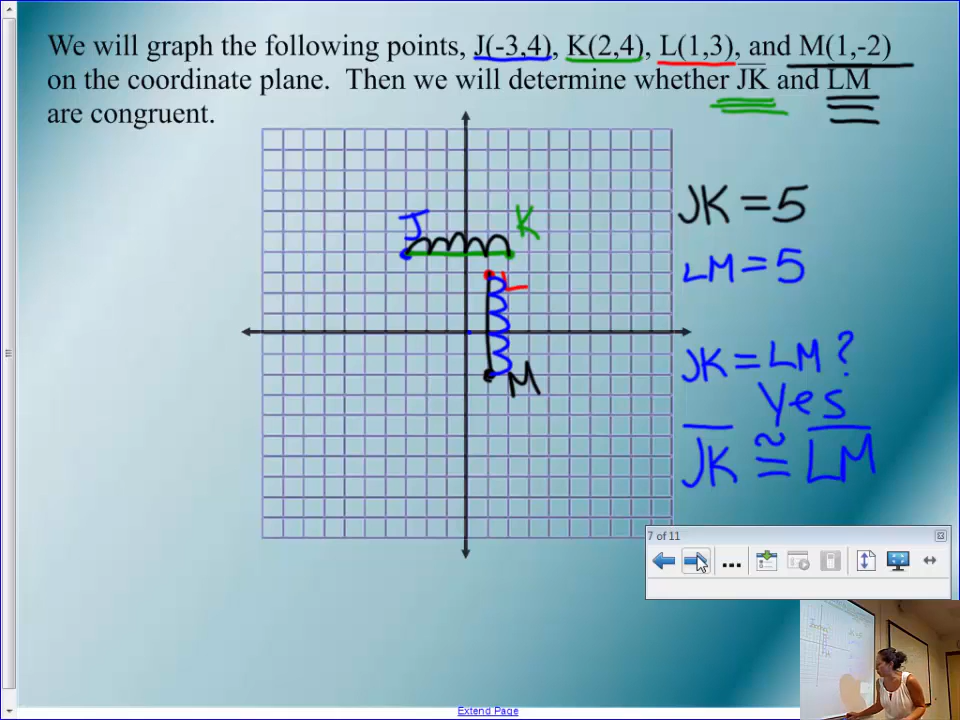 We will graph the following points, J(-3,4), K(2,4), L(1,3), and M(1,-2)
on the coordinate plane. Then we will determine whether JK and LM
are congruent.
J
K
L
M
JK = 5
LM = 5
JK = LM?
Yes
JK ≅ LM
7 of 11
...
Extend Page